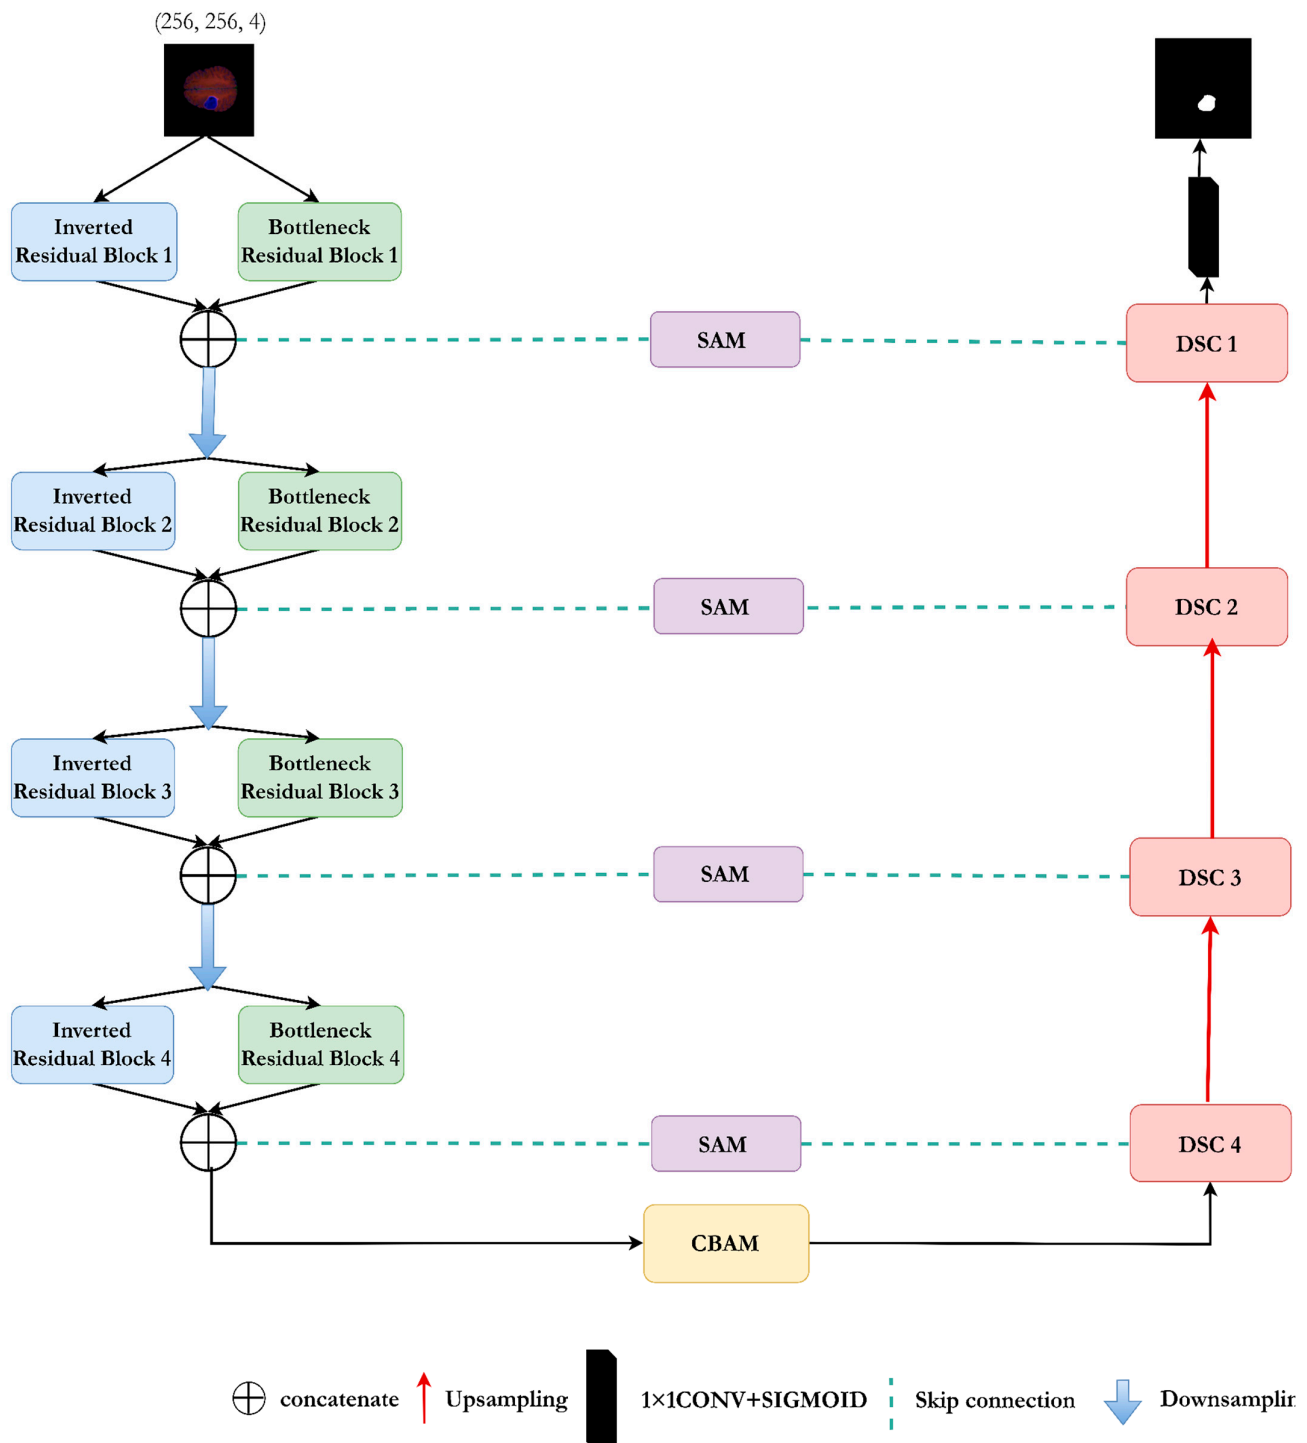 (256, 256, 4)
Inverted
Residual Block 1
Bottleneck
Residual Block 1
SAM
DSC 1
Inverted
Residual Block 2
Bottleneck
Residual Block 2
SAM
DSC 2
Inverted
Residual Block 3
Bottleneck
Residual Block 3
SAM
DSC 3
Inverted
Residual Block 4
Bottleneck
Residual Block 4
SAM
DSC 4
CBAM
concatenate
Upsampling
1×1CONV+SIGMOID
Skip connection
Downsamplin